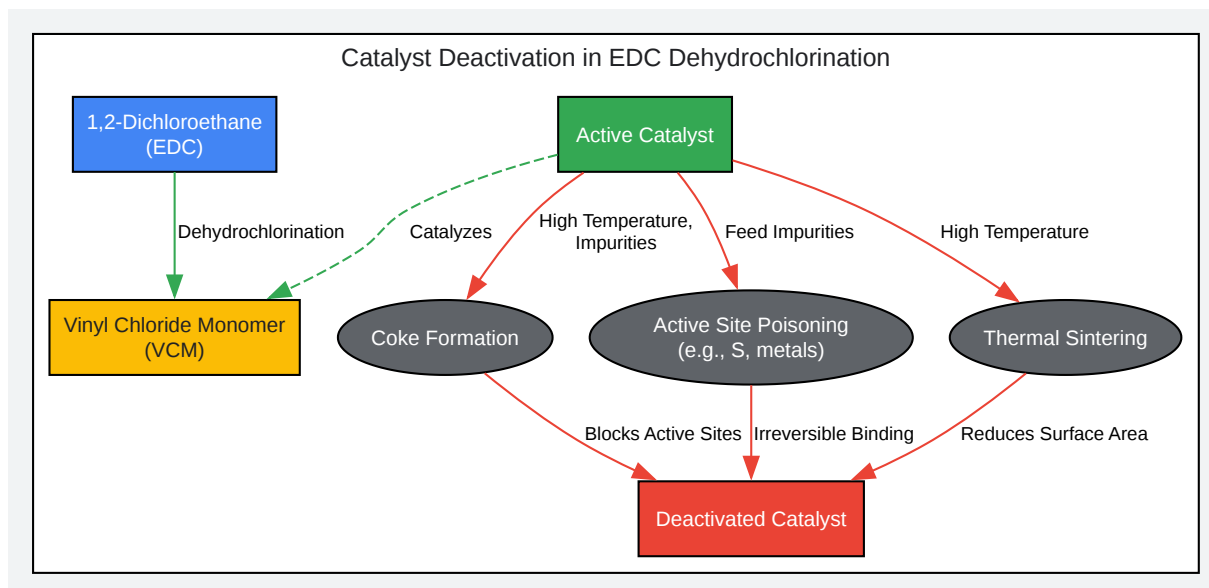 Catalyst Deactivation in EDC Dehydrochlorination
1,2-Dichloroethane
(EDC)
Active Catalyst
Dehydrochlorination
Catalyzes
High Temperature,
Impurities
Feed Impurities
High Temperature
Vinyl Chloride Monomer
(VCM)
Coke Formation
Active Site Poisoning
(e.g., S, metals)
Thermal Sintering
Blocks Active Sites
Irreversible Binding
Reduces Surface Area
Deactivated Catalyst